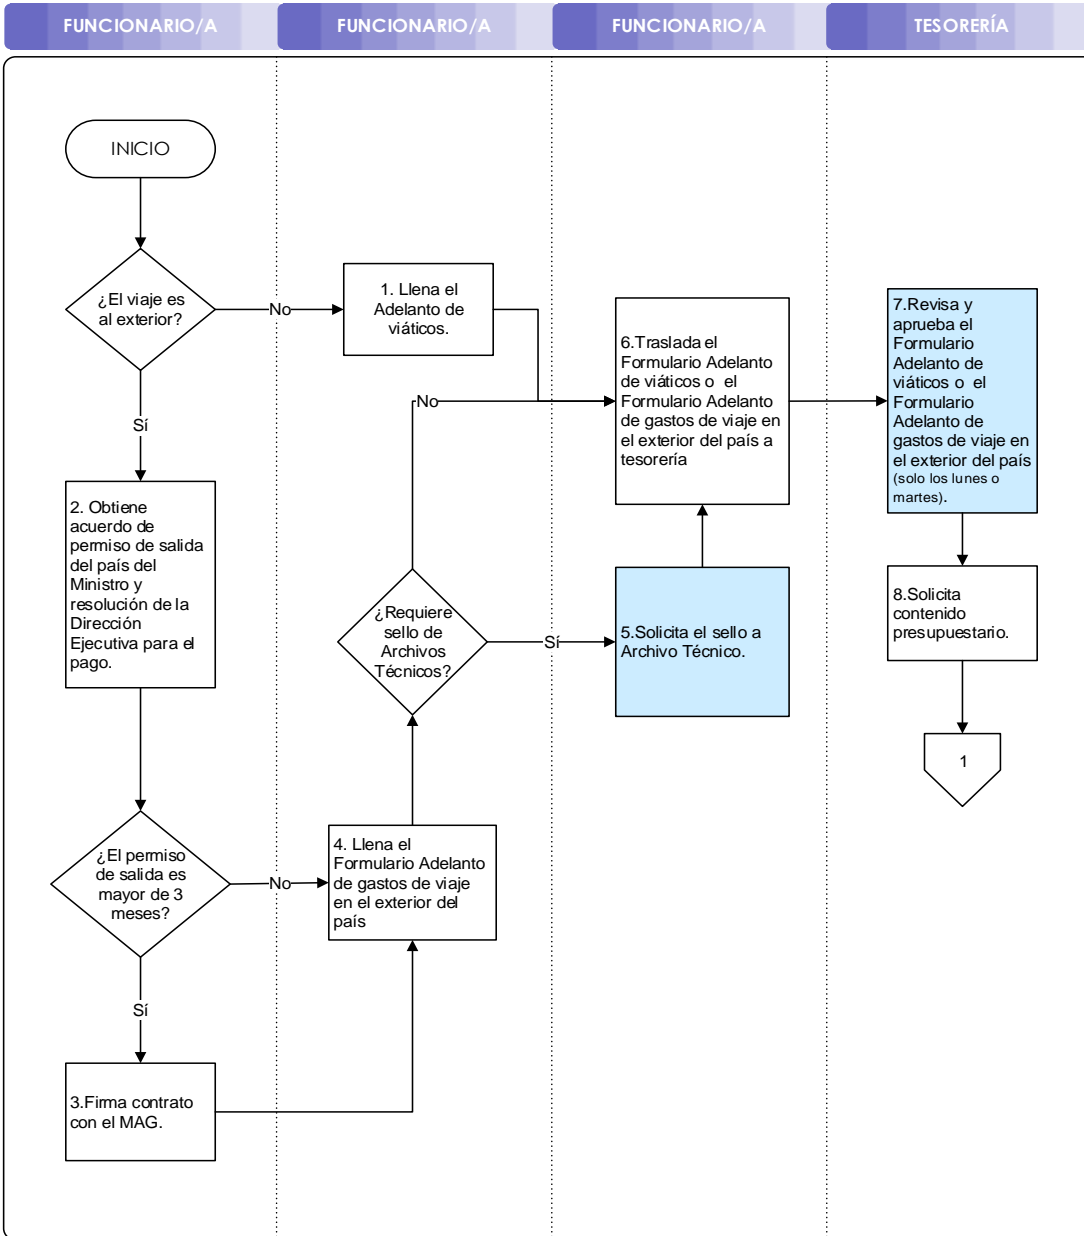 FUNCIONARIO/A
FUNCIONARIO/A
FUNCIONARIO/A
TESORERÍA
INICIO
¿El viaje es
al exterior?
No
1. Llena el
Adelanto de
viáticos.
6.Traslada el
Formulario Adelanto
de viáticos o el
Formulario Adelanto
de gastos de viaje en
el exterior del país a
tesorería
7.Revisa y
aprueba el
Formulario
Adelanto de
viáticos o el
Formulario
Adelanto de
gastos de viaje en
el exterior del país
(solo los lunes o
martes).
Sí
No
2. Obtiene
acuerdo de
permiso de salida
del país del
Ministro y
resolución de la
Dirección
Ejecutiva para el
pago.
¿Requiere
sello de
Archivos
Técnicos?
Sí
5.Solicita el sello a
Archivo Técnico.
8.Solicita
contenido
presupuestario.
1
¿El permiso
de salida es
mayor de 3
meses?
No
4. Llena el
Formulario Adelanto
de gastos de viaje
en el exterior del
país
Sí
3.Firma contrato
con el MAG.